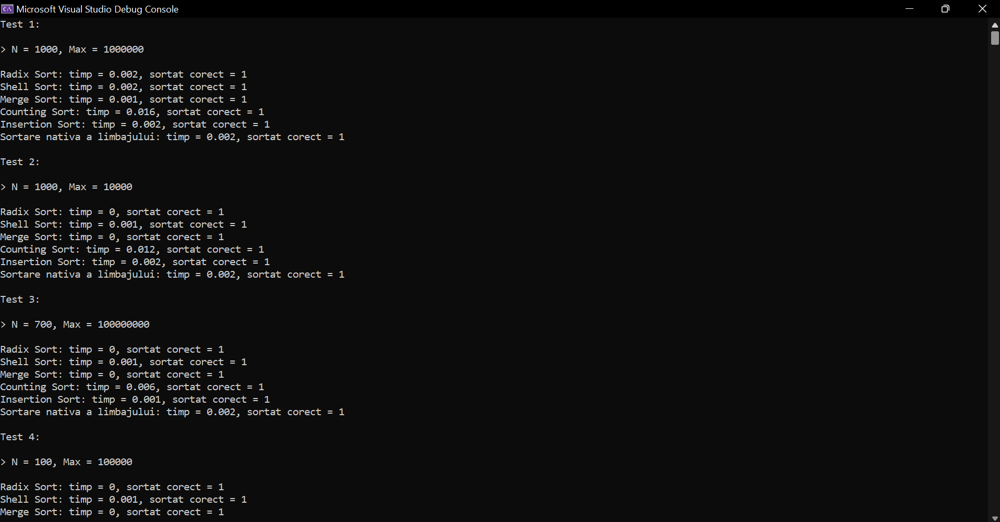 Microsoft Visual Studio Debug Console
Test 1:
> N = 1000, Max = 1000000
Radix Sort: timp = 0.002, sortat corect = 1
Shell Sort: timp = 0.002, sortat corect = 1
Merge Sort: timp = 0.001, sortat corect = 1
Counting Sort: timp = 0.016, sortat corect = 1
Insertion Sort: timp = 0.002, sortat corect = 1
Sortare nativa a limbajului: timp = 0.002, sortat corect = 1
Test 2:
> N = 1000, Max = 10000
Radix Sort: timp = 0, sortat corect = 1
Shell Sort: timp = 0.001, sortat corect = 1
Merge Sort: timp = 0, sortat corect = 1
Counting Sort: timp = 0.012, sortat corect = 1
Insertion Sort: timp = 0.002, sortat corect = 1
Sortare nativa a limbajului: timp = 0.002, sortat corect = 1
Test 3:
> N = 700, Max = 100000000
Radix Sort: timp = 0, sortat corect = 1
Shell Sort: timp = 0.001, sortat corect = 1
Merge Sort: timp = 0, sortat corect = 1
Counting Sort: timp = 0.006, sortat corect = 1
Insertion Sort: timp = 0.001, sortat corect = 1
Sortare nativa a limbajului: timp = 0.002, sortat corect = 1
Test 4:
> N = 100, Max = 100000
Radix Sort: timp = 0, sortat corect = 1
Shell Sort: timp = 0.001, sortat corect = 1
Merge Sort: timp = 0, sortat corect = 1